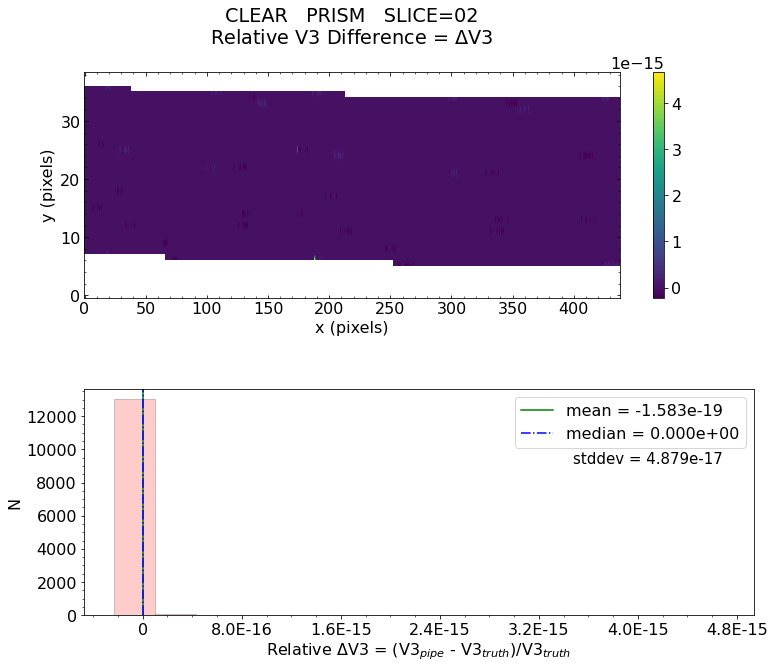 CLEAR PRISM SLICE=02
Relative V3 Difference = ΔV3
1e−15
4
3
2
1
0
30
20
10
0
y (pixels)
0 50 100 150 200 250 300 350 400
x (pixels)
mean = -1.583e-19
median = 0.000e+00
stddev = 4.879e-17
12000
10000
8000
6000
4000
2000
0
N
0 8.0E-16 1.6E-15 2.4E-15 3.2E-15 4.0E-15 4.8E-15
Relative ΔV3 = (V3pipe - V3truth)/V3truth